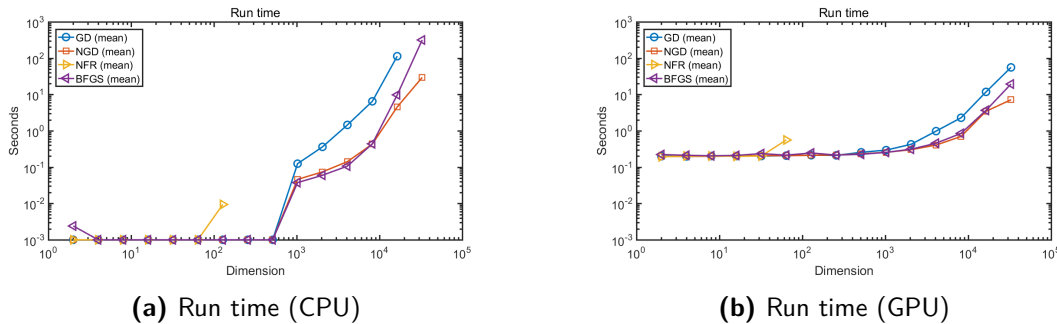 Run time
10^3
10^2
10^1
10^0
10^-1
10^-2
10^-3
Seconds
GD (mean)
NGD (mean)
NFR (mean)
BFGS (mean)
10^0
10^1
10^2
10^3
10^4
10^5
Dimension
(a) Run time (CPU)
Run time
10^3
10^2
10^1
10^0
10^-1
10^-2
10^-3
Seconds
GD (mean)
NGD (mean)
NFR (mean)
BFGS (mean)
10^0
10^1
10^2
10^3
10^4
10^5
Dimension
(b) Run time (GPU)